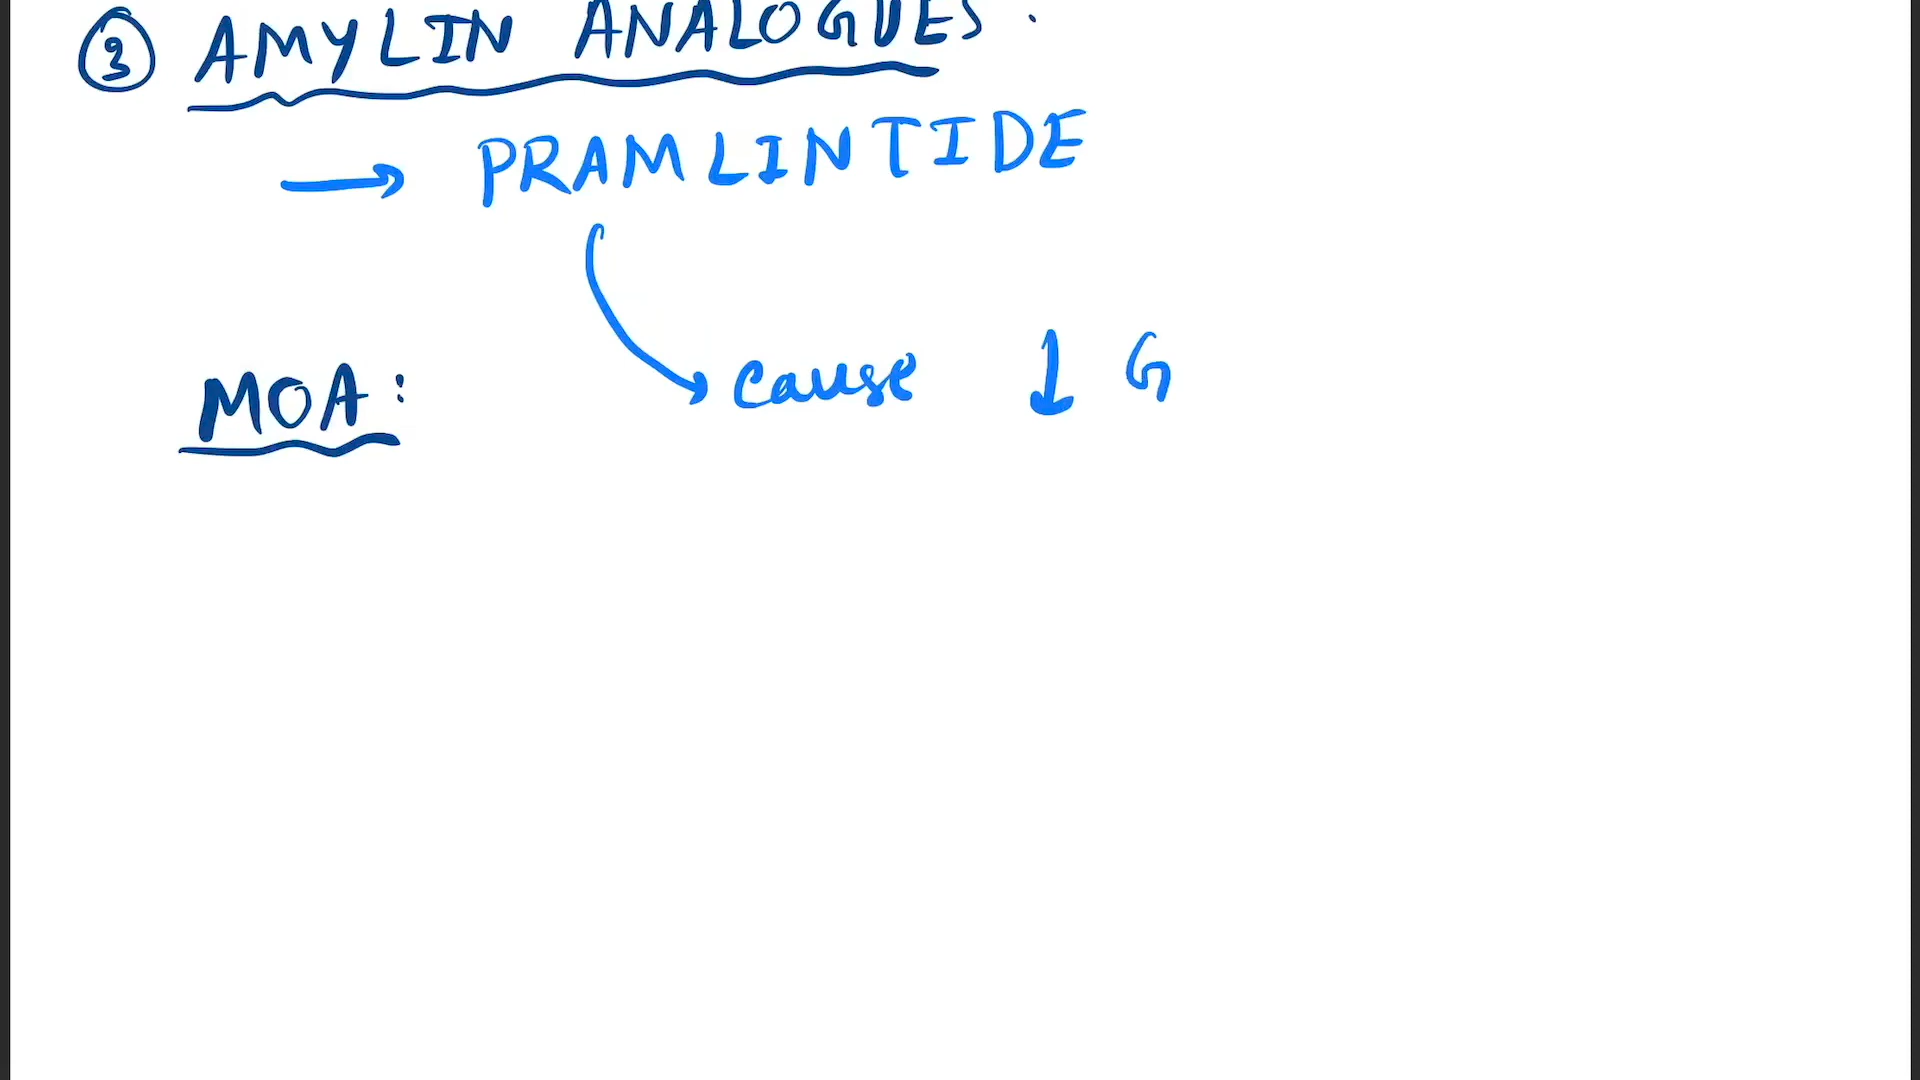 ③ AMYLIN ANALOGUES:
→ PRAMLINTIDE
MOA: cause ↓ G